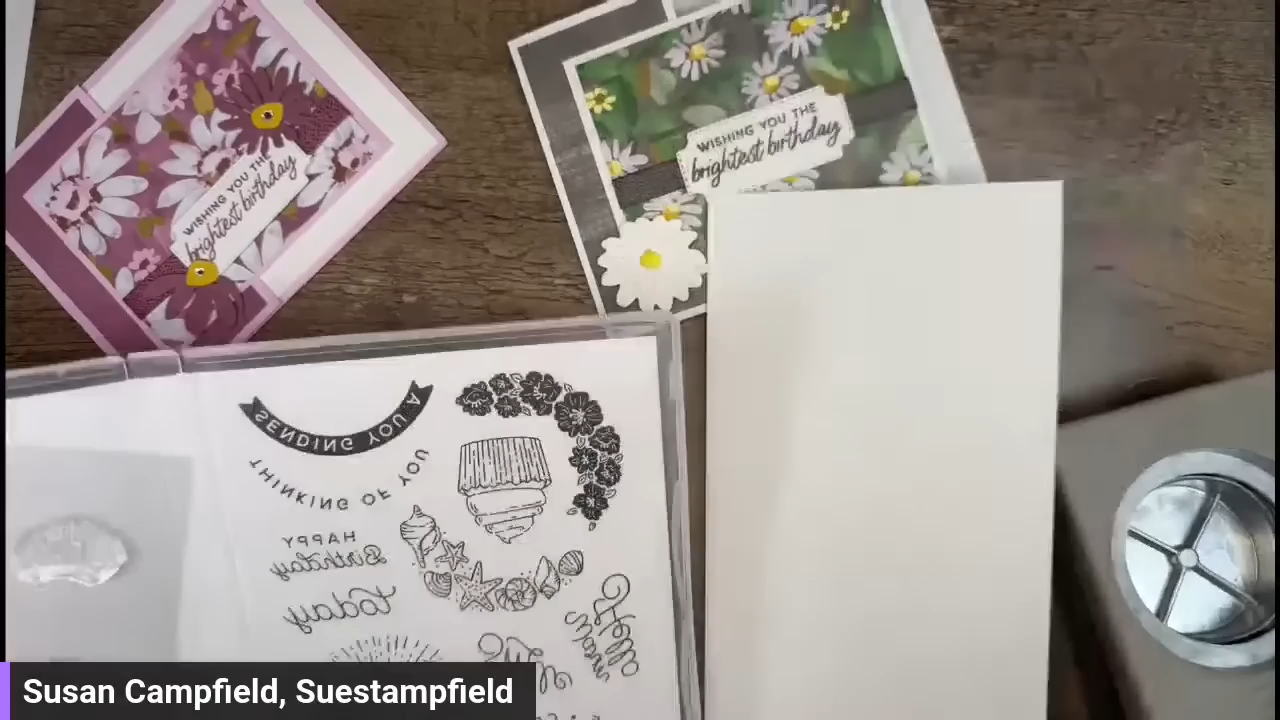 WISHING YOU THE
brightest birthday
WISHING YOU THE
brightest birthday
SENDING YOU A
THINKING OF YOU
HAPPY
Birthday
Today
Susan Campfield, Suestampfield